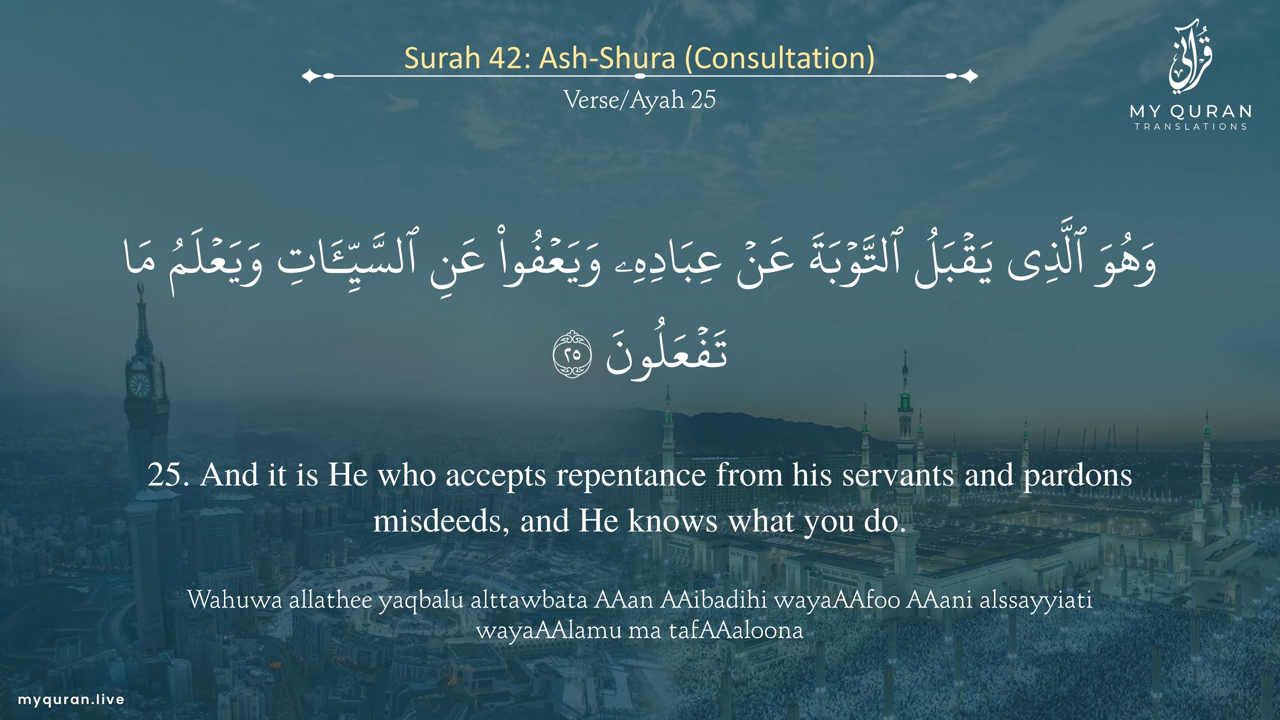 Surah 42: Ash-Shura (Consultation)
Verse/Ayah 25
قُرْآنِي
MY QURAN
TRANSLATIONS
وَهُوَ ٱلَّذِى يَقْبَلُ ٱلتَّوْبَةَ عَنْ عِبَادِهِۦ وَيَعْفُوا۟ عَنِ ٱلسَّيِّـَٔاتِ وَيَعْلَمُ مَا
تَفْعَلُونَ ٢٥
25. And it is He who accepts repentance from his servants and pardons
misdeeds, and He knows what you do.
Wahuwa allathee yaqbalu alttawbata AAan AAibadihi wayaAAfoo AAani alssayyiati
wayaAAlamu ma tafAAaloona
myquran.live